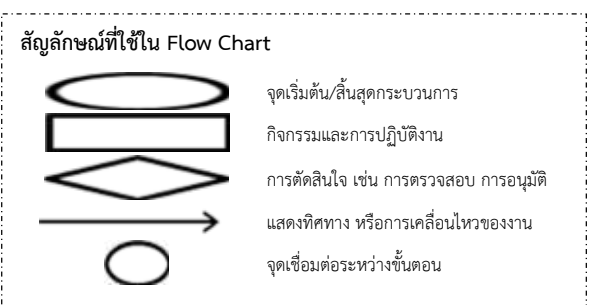 สัญลักษณ์ที่ใช้ใน Flow Chart
จุดเริ่มต้น/สิ้นสุดกระบวนการ
กิจกรรมและการปฏิบัติงาน
การตัดสินใจ เช่น การตรวจสอบ การอนุมัติ
แสดงทิศทาง หรือการเคลื่อนไหวของงาน
จุดเชื่อมต่อระหว่างขั้นตอน